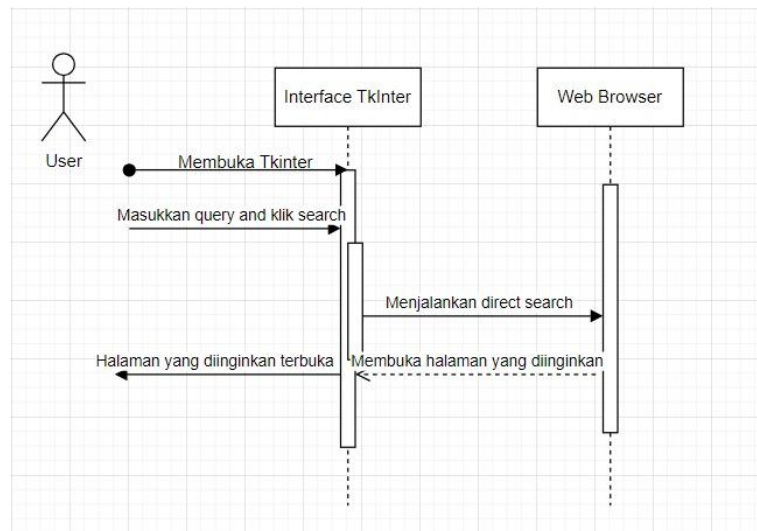 Interface TkInter
Web Browser
User
Membuka Tkinter
Masukkan query and klik search
Menjalankan direct search
Halaman yang diinginkan terbuka
Membuka halaman yang diinginkan